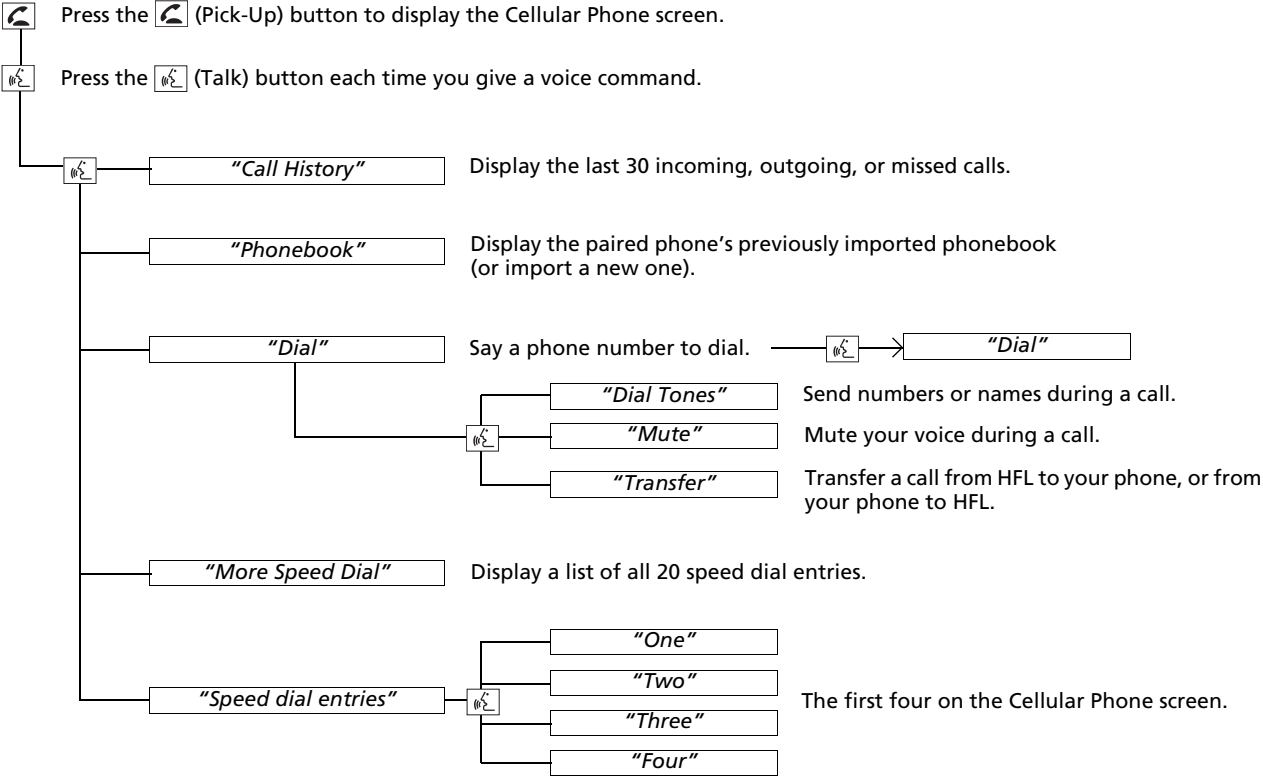 Press the (Pick-Up) button to display the Cellular Phone screen.
Press the (Talk) button each time you give a voice command.
“Call History”
Display the last 30 incoming, outgoing, or missed calls.
“Phonebook”
Display the paired phone’s previously imported phonebook
(or import a new one).
“Dial”
Say a phone number to dial.
“Dial”
“Dial Tones”
Send numbers or names during a call.
“Mute”
Mute your voice during a call.
“Transfer”
Transfer a call from HFL to your phone, or from
your phone to HFL.
“More Speed Dial”
Display a list of all 20 speed dial entries.
“Speed dial entries”
“One”
“Two”
“Three”
“Four”
The first four on the Cellular Phone screen.